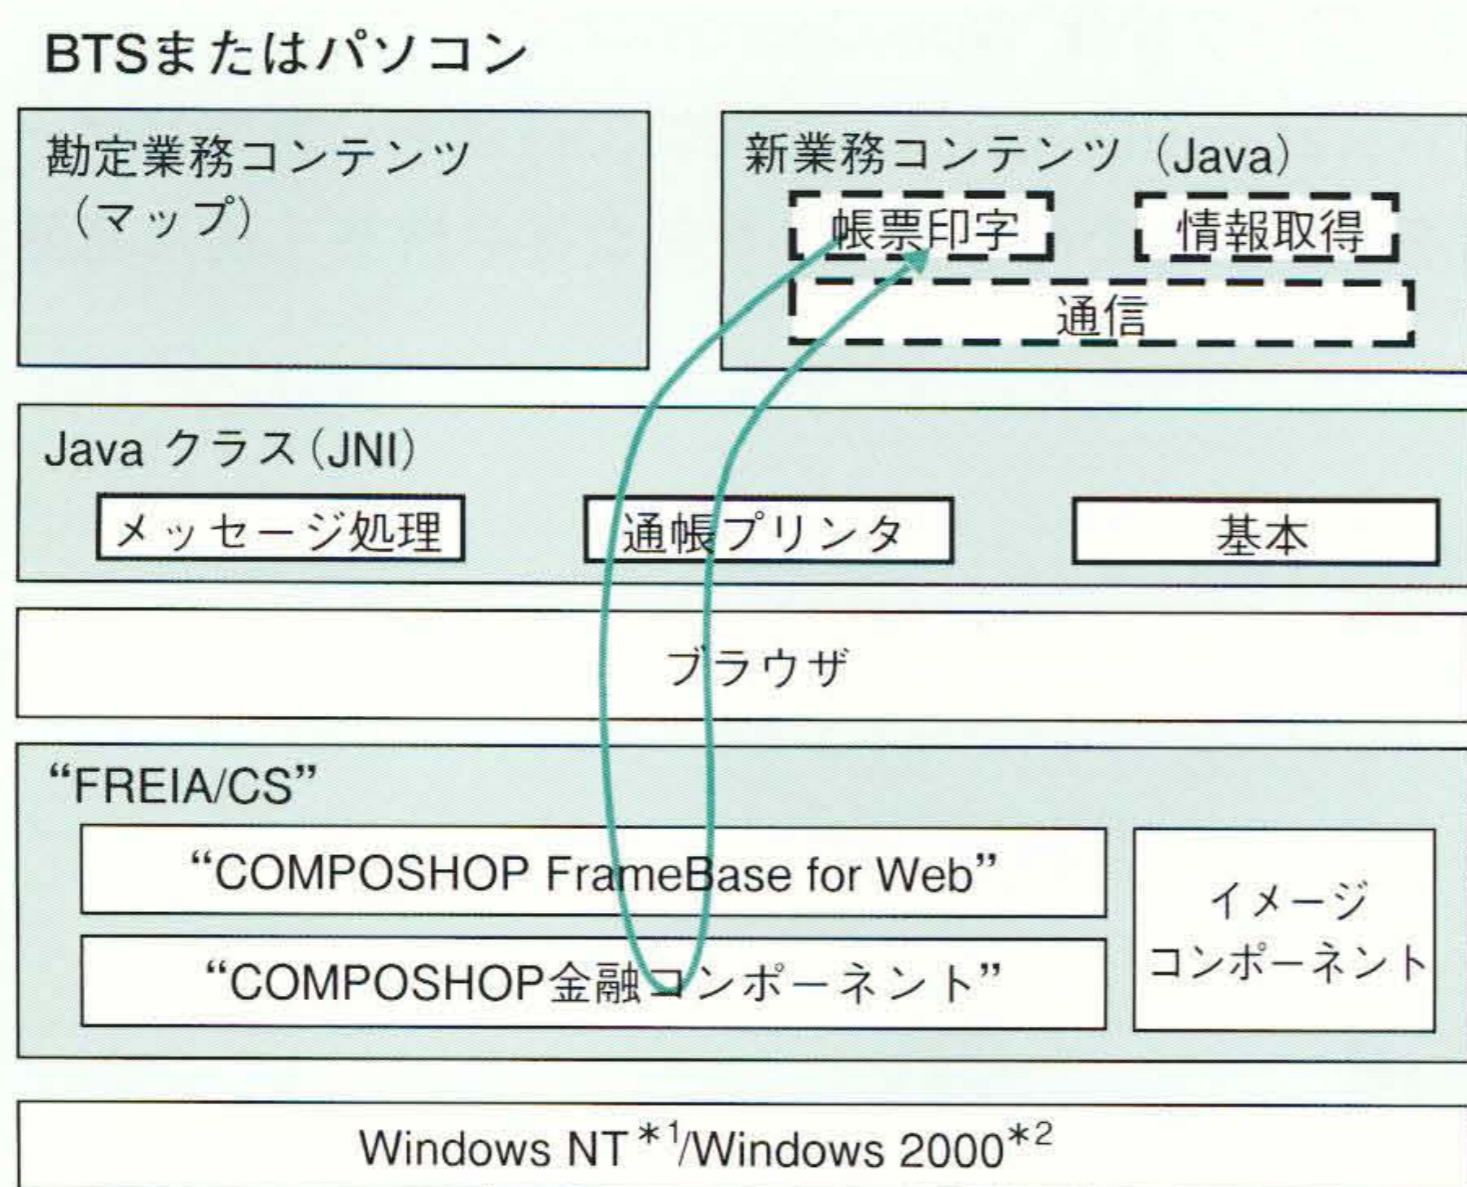 BTSまたはパソコン
勘定業務コンテンツ
（マップ）
新業務コンテンツ（Java）
帳票印字
情報取得
通信
Java クラス（JNI）
メッセージ処理
通帳プリンタ
基本
ブラウザ
“FREIA/CS”
“COMPOSHOP FrameBase for Web”
“COMPOSHOP金融コンポーネント”
イメージ
コンポーネント
Windows NT*1/Windows 2000*2